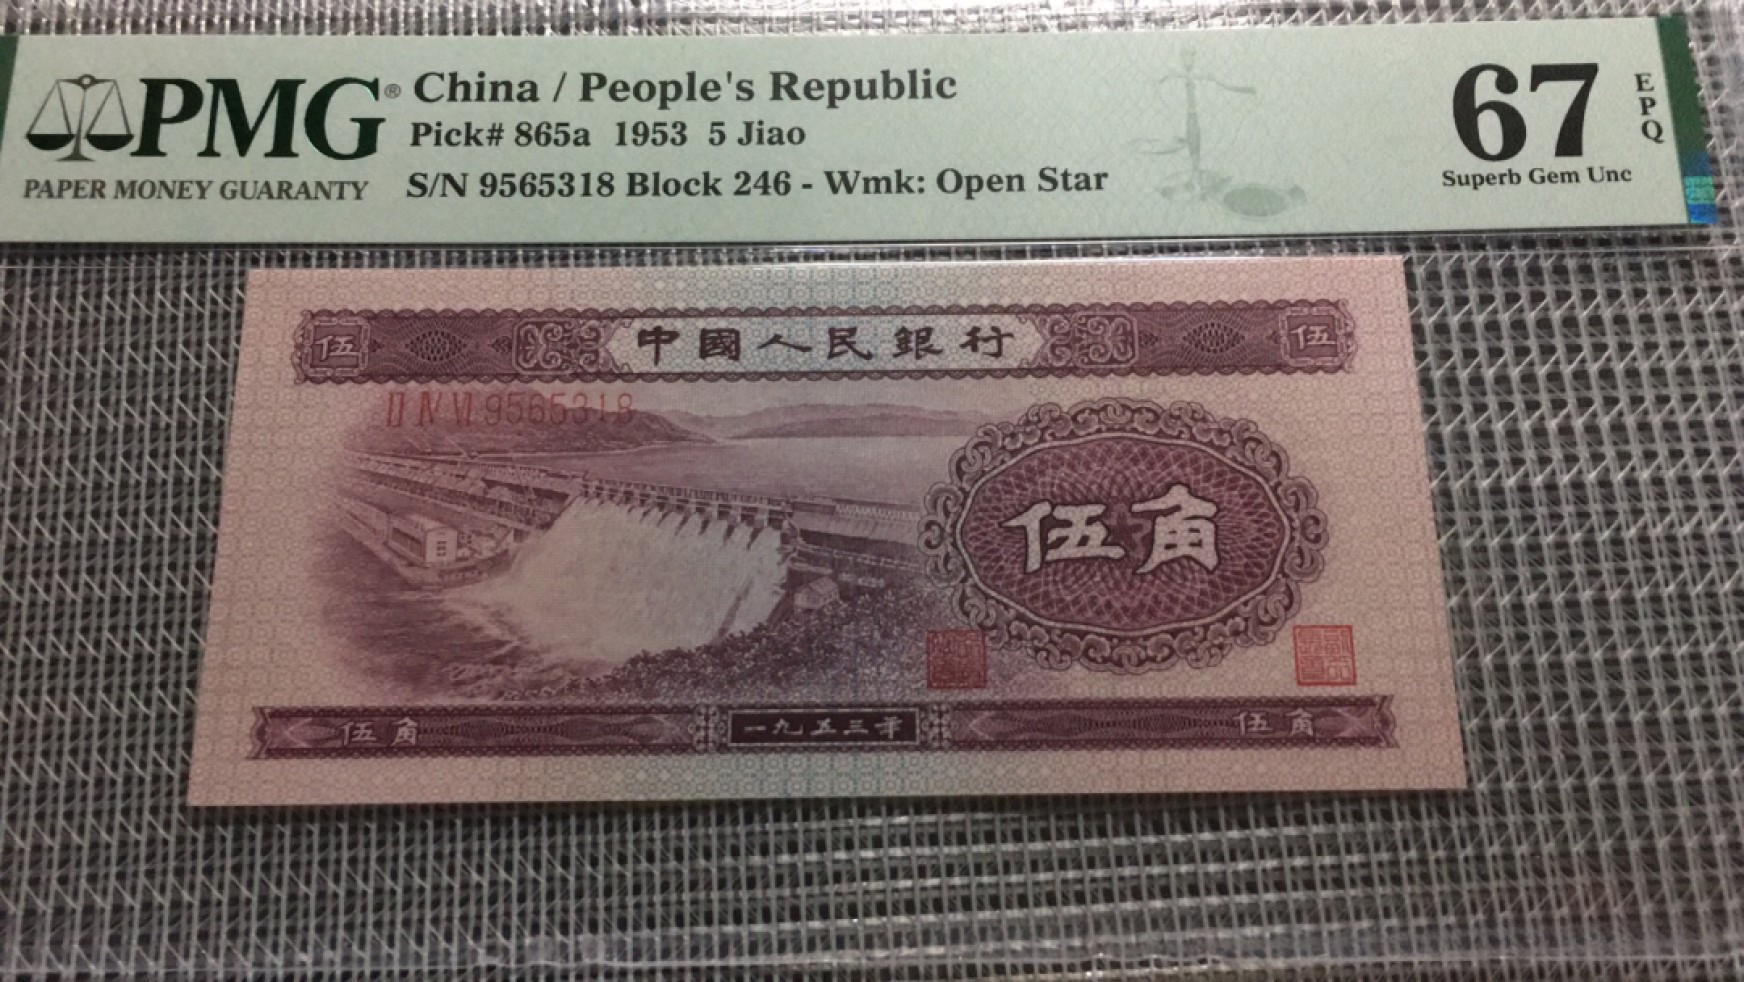 PMG® China / People's Republic
Pick# 865a 1953 5 Jiao
PAPER MONEY GUARANTY
S/N 9565318 Block 246 - Wmk: Open Star
67
EPQ
Superb Gem Unc
伍 中國人民銀行 伍
II IV VI 9565318
伍角
伍角 一九五三年 伍角